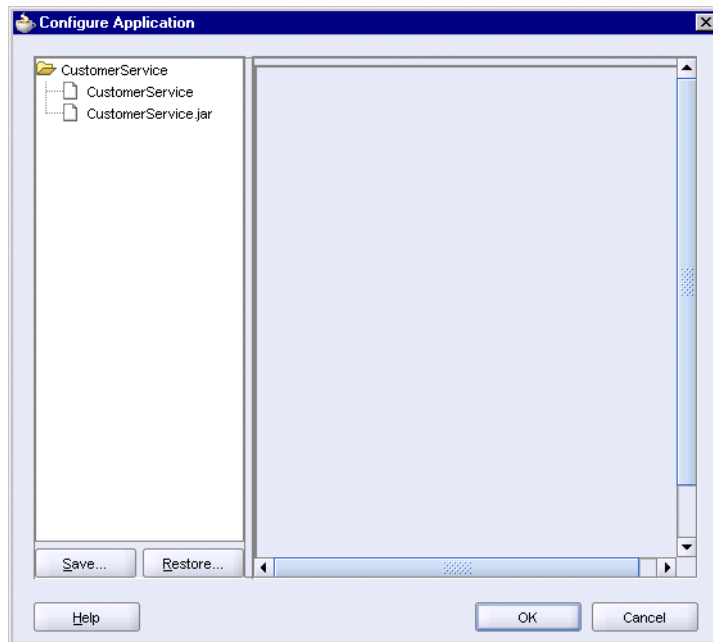 Configure Application
CustomerService
CustomerService
CustomerService.jar
Save... Restore...
Help OK Cancel